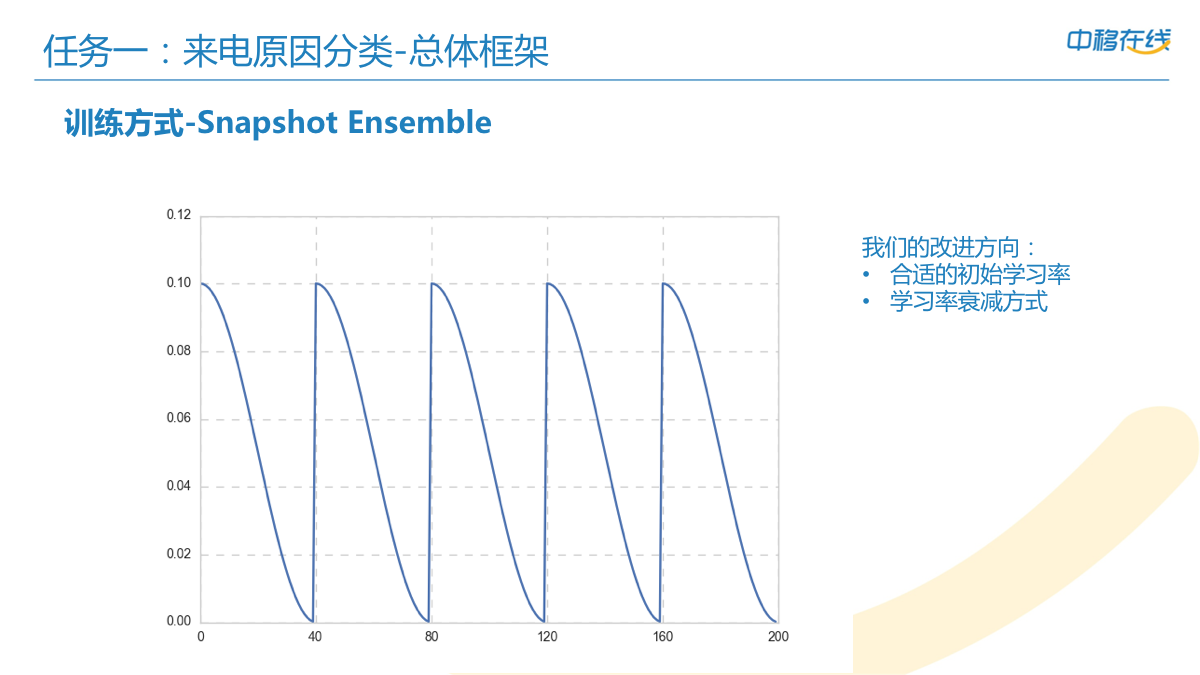 任务一：来电原因分类-总体框架
中移在线
训练方式-Snapshot Ensemble
0.12
0.10
0.08
0.06
0.04
0.02
0.00
0 40 80 120 160 200
我们的改进方向：
• 合适的初始学习率
• 学习率衰减方式